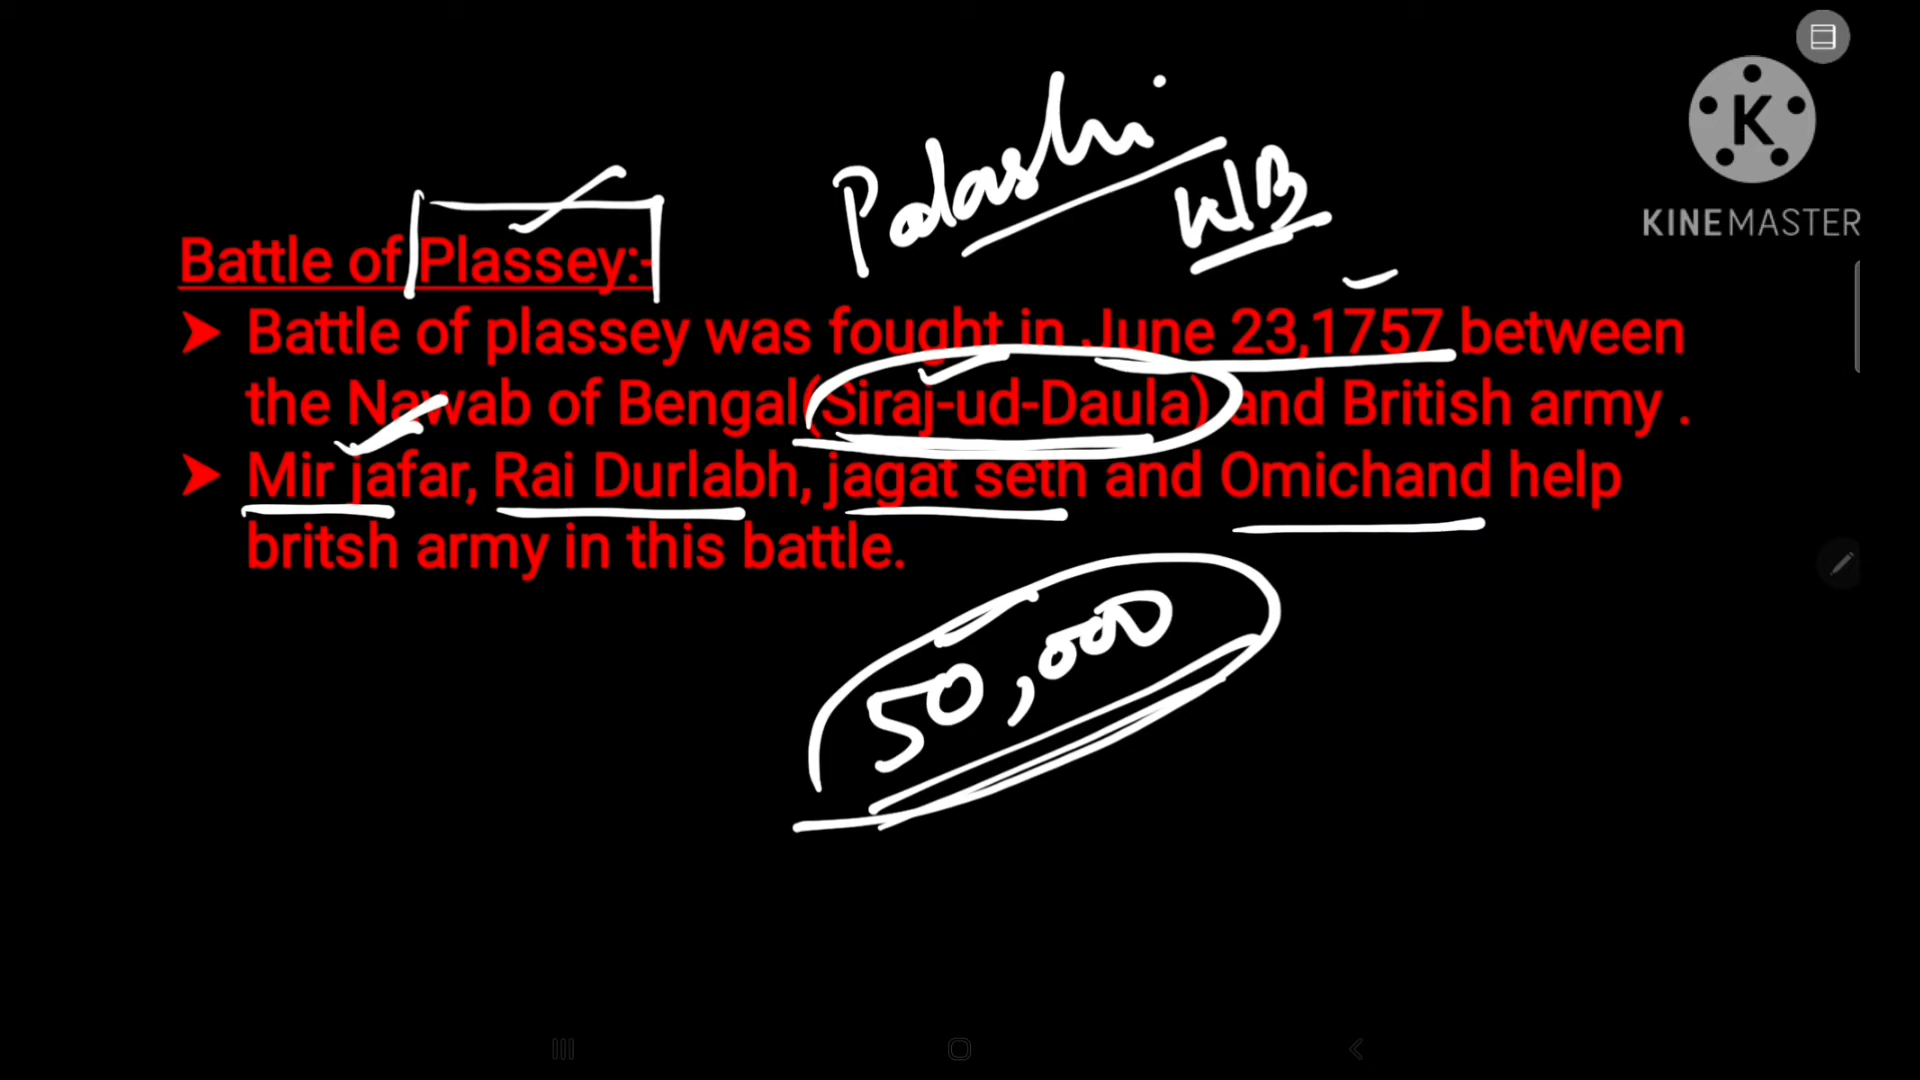 Palashi
W/B
KINEMASTER
Battle of Plassey:-
➤ Battle of plassey was fought in June 23,1757 between
the Nawab of Bengal(Siraj-ud-Daula) and British army .
➤ Mir jafar, Rai Durlabh, jagat seth and Omichand help
britsh army in this battle.
50,000